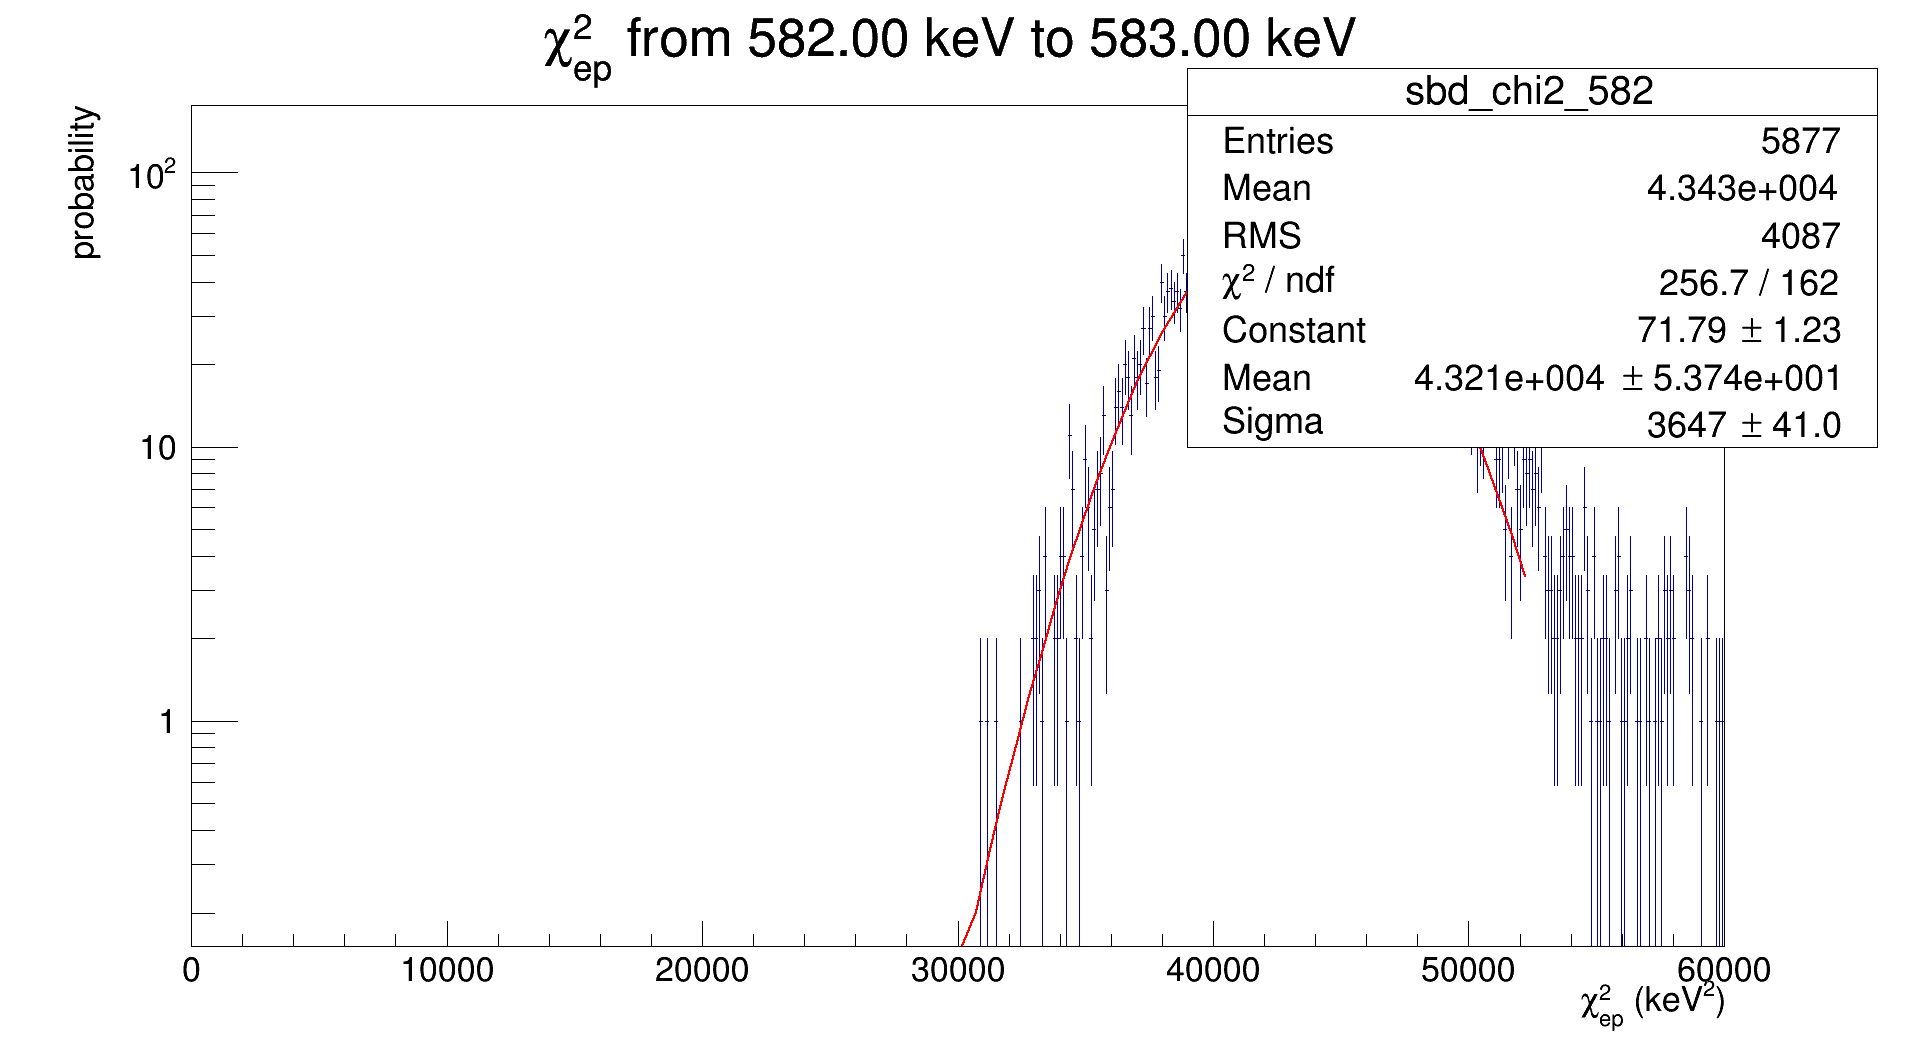 χ²ep from 582.00 keV to 583.00 keV
sbd_chi2_582
Entries 5877
Mean 4.343e+004
RMS 4087
χ² / ndf 256.7 / 162
Constant 71.79 ± 1.23
Mean 4.321e+004 ± 5.374e+001
Sigma 3647 ± 41.0
probability
10²
10
1
0 10000 20000 30000 40000 50000 60000
χ²ep (keV²)